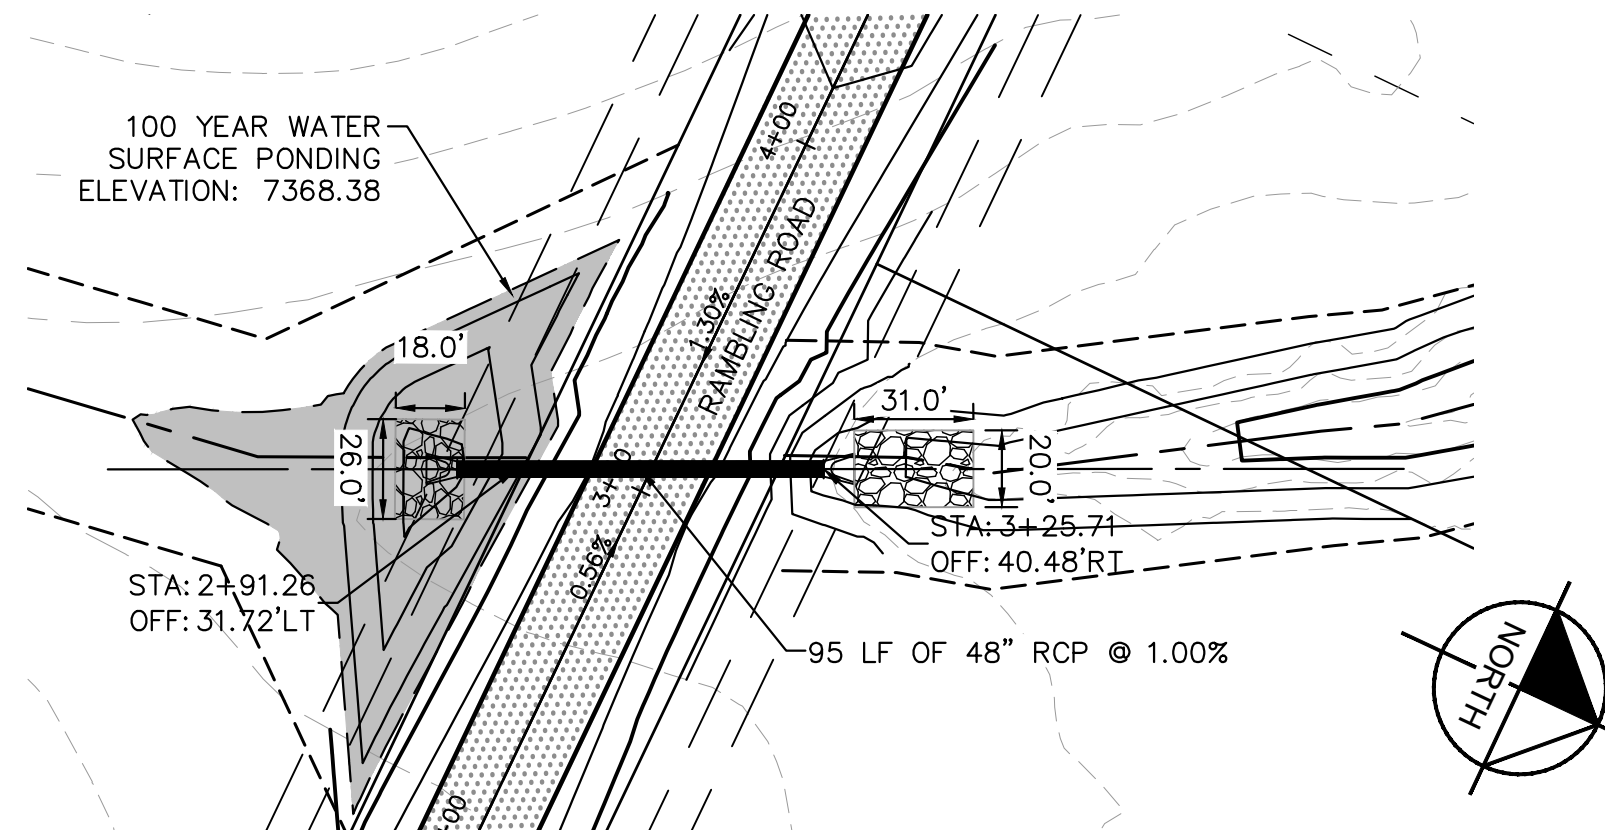 100 YEAR WATER
SURFACE PONDING
ELEVATION: 7368.38
4+00
RAMBLING ROAD
1.30%
18.0'
26.0'
31.0'
20.0'
STA: 3+25.71
OFF: 40.48'RT
0.56%
STA: 2+91.26
OFF: 31.72'LT
95 LF OF 48" RCP @ 1.00%
NORTH